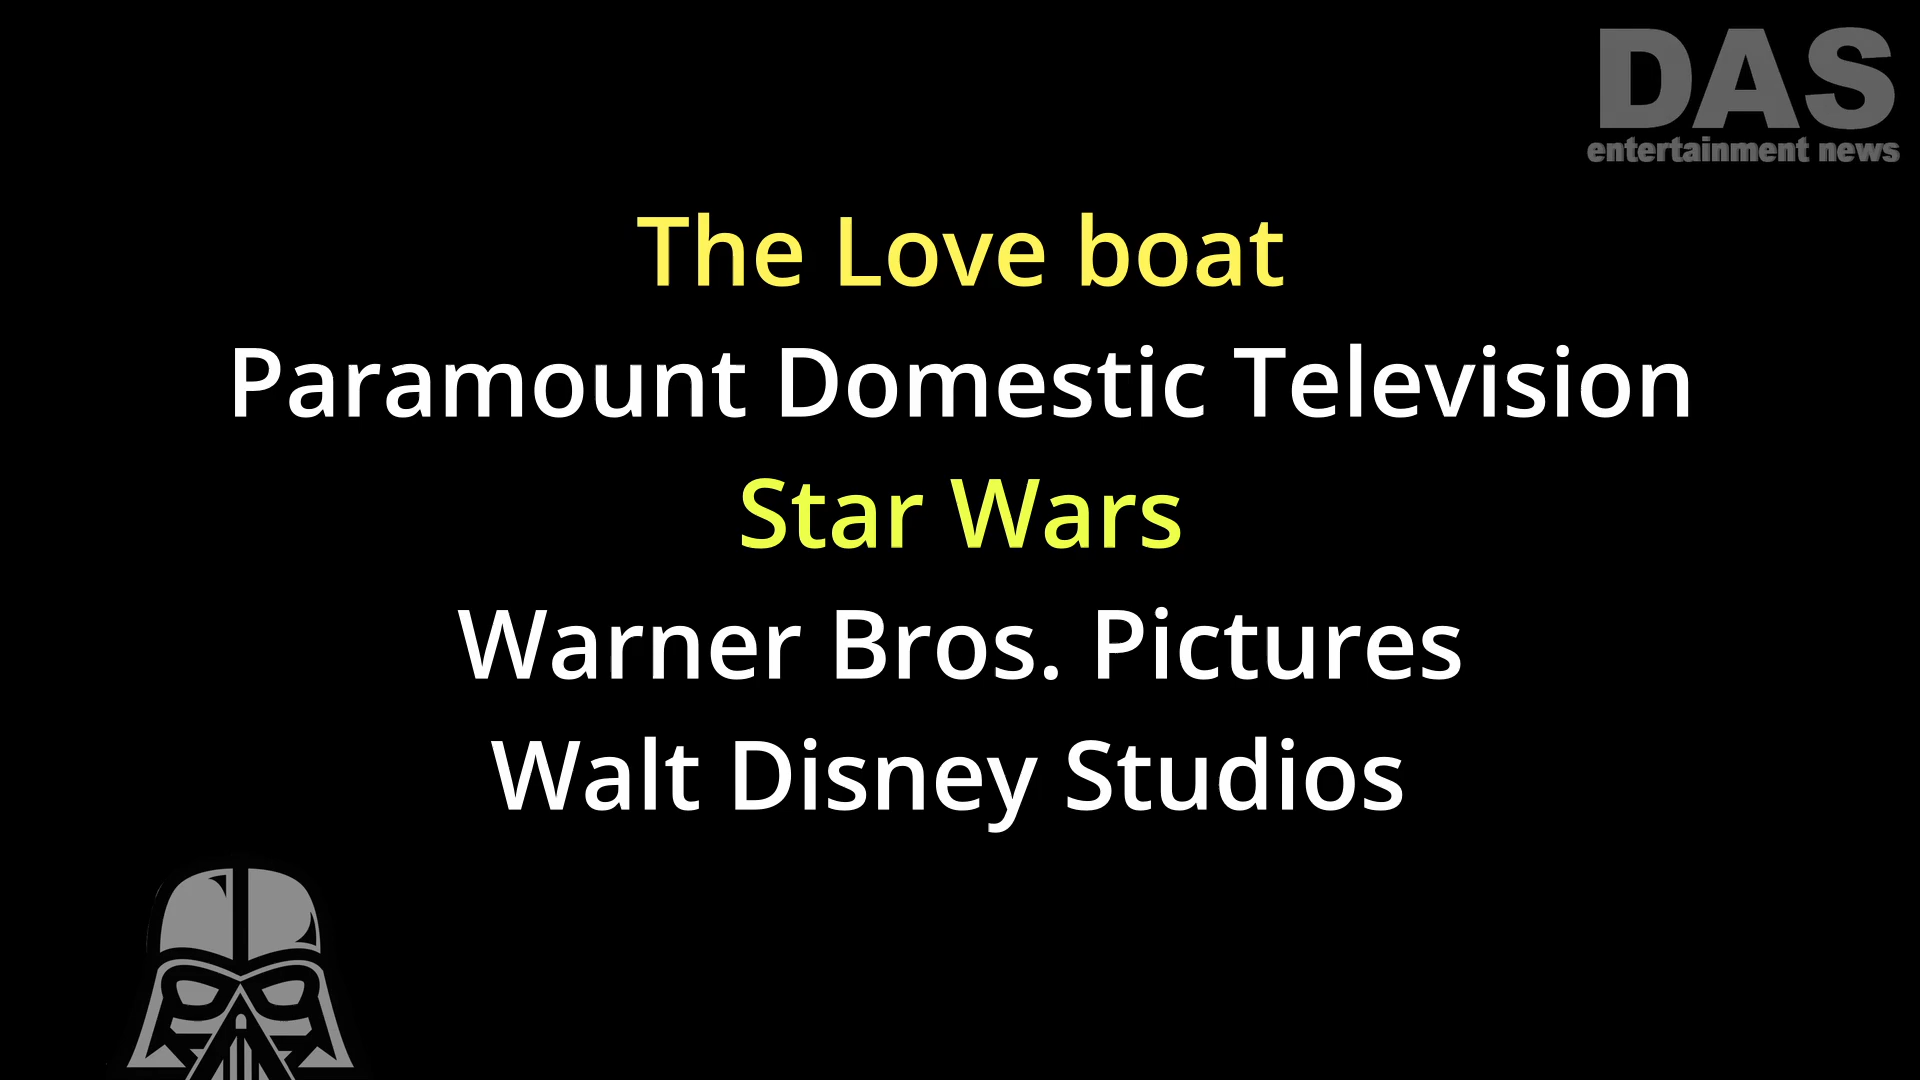 DAS
entertainment news
The Love boat
Paramount Domestic Television
Star Wars
Warner Bros. Pictures
Walt Disney Studios